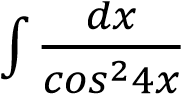 ∫ dx / cos²4x